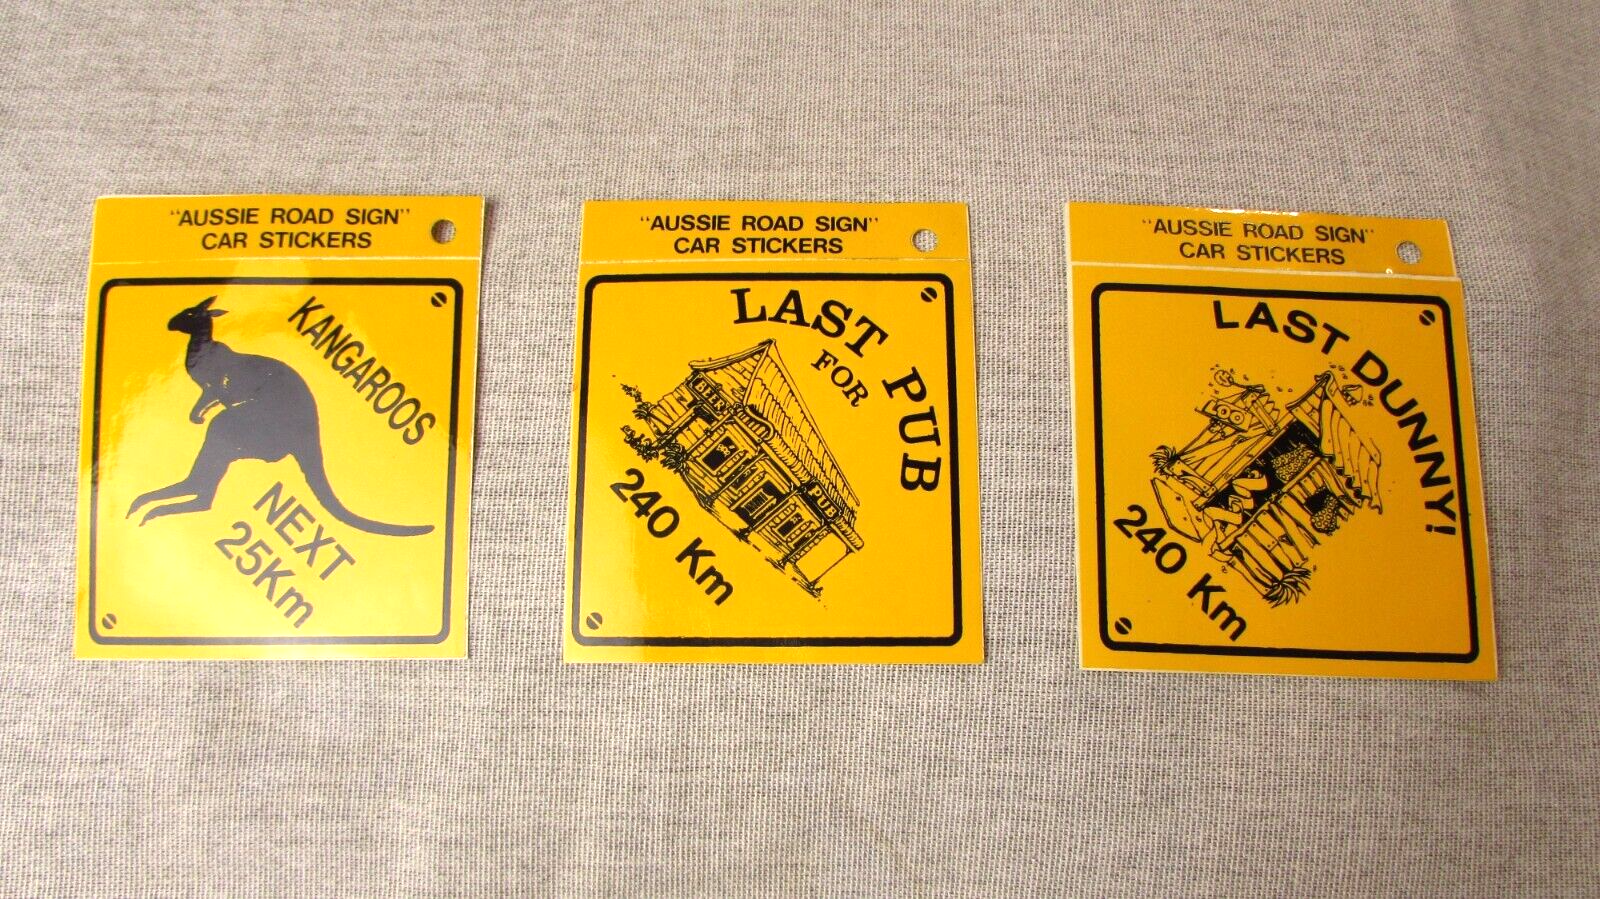 "AUSSIE ROAD SIGN"
CAR STICKERS
KANGAROOS
NEXT
25Km
"AUSSIE ROAD SIGN"
CAR STICKERS
LAST PUB
FOR
BEER
PUB
240 Km
"AUSSIE ROAD SIGN"
CAR STICKERS
LAST DUNNY!
240 Km